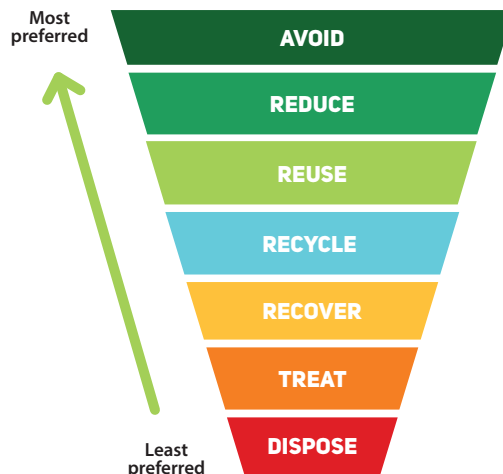 Most
preferred
AVOID
REDUCE
REUSE
RECYCLE
RECOVER
TREAT
DISPOSE
Least
preferred